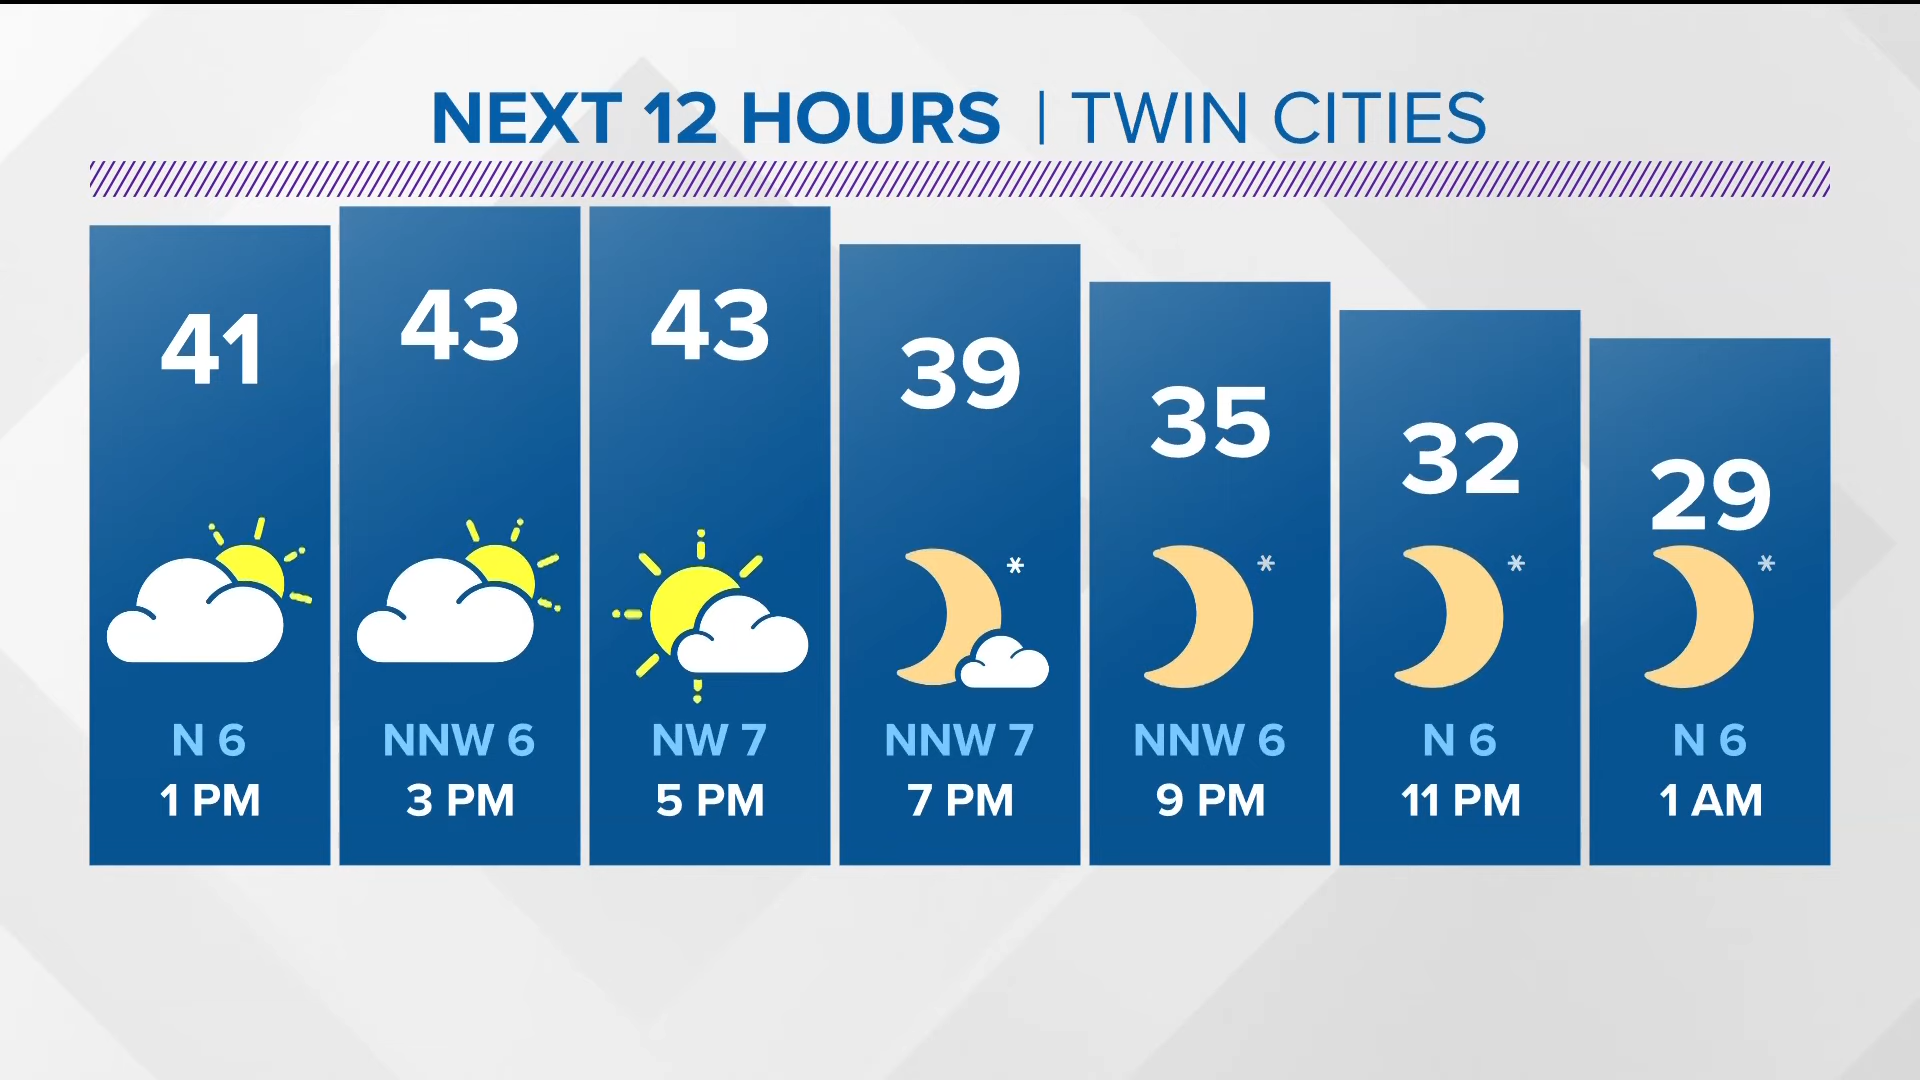 NEXT 12 HOURS | TWIN CITIES
41 43 43 39 35 32 29
N 6 NNW 6 NW 7 NNW 7 NNW 6 N 6 N 6
1 PM 3 PM 5 PM 7 PM 9 PM 11 PM 1 AM